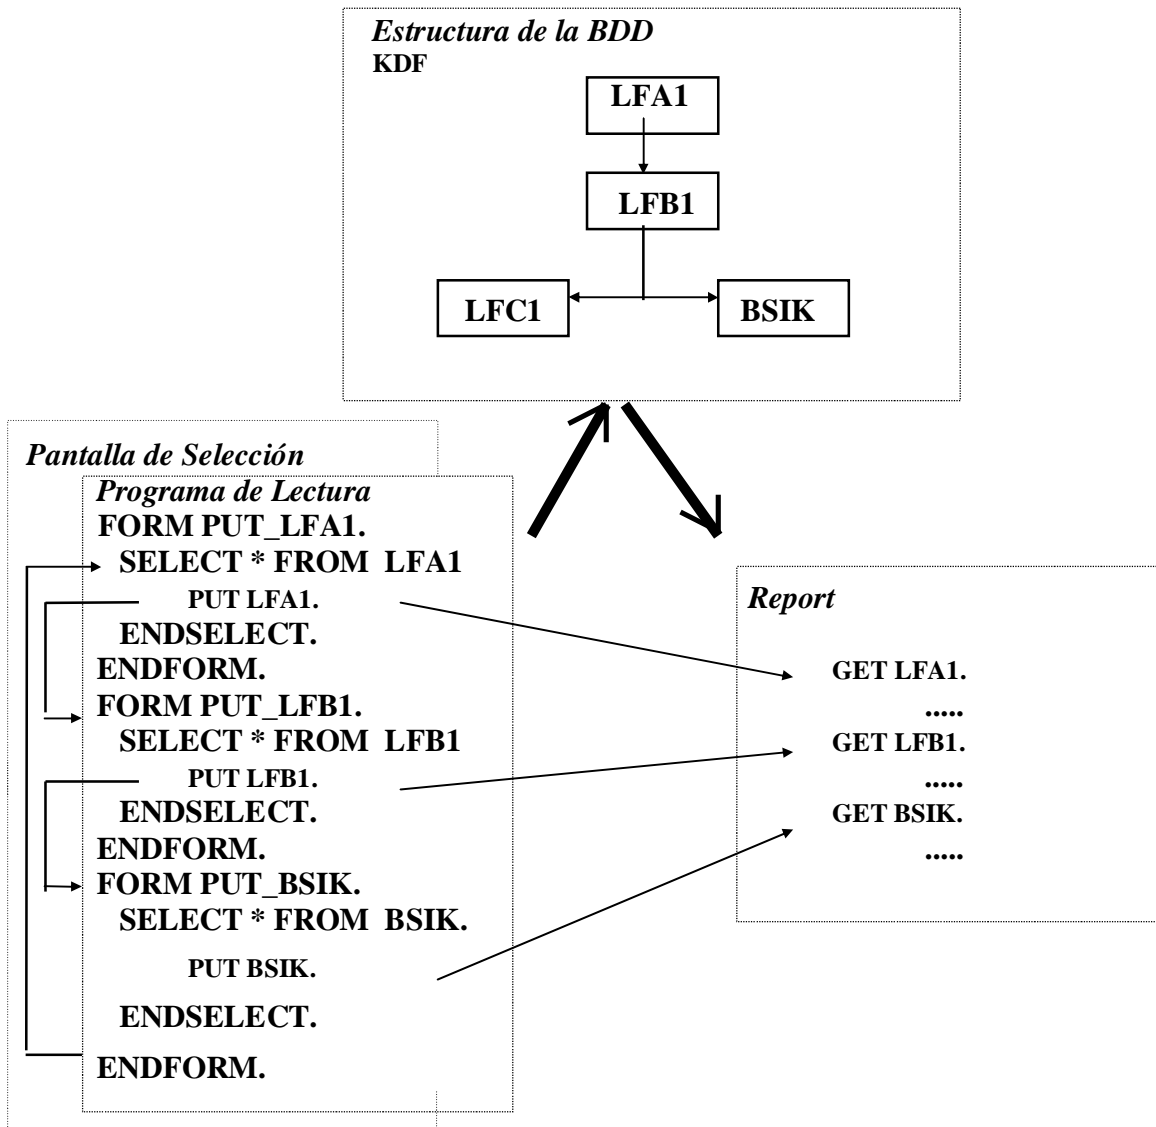 Estructura de la BDD
KDF
LFA1
LFB1
LFC1
BSIK
Pantalla de Selección
Programa de Lectura
FORM PUT_LFA1.
SELECT * FROM LFA1
PUT LFA1.
ENDSELECT.
ENDFORM.
FORM PUT_LFB1.
SELECT * FROM LFB1
PUT LFB1.
ENDSELECT.
ENDFORM.
FORM PUT_BSIK.
SELECT * FROM BSIK.
PUT BSIK.
ENDSELECT.
ENDFORM.
Report
GET LFA1.
.....
GET LFB1.
.....
GET BSIK.
.....